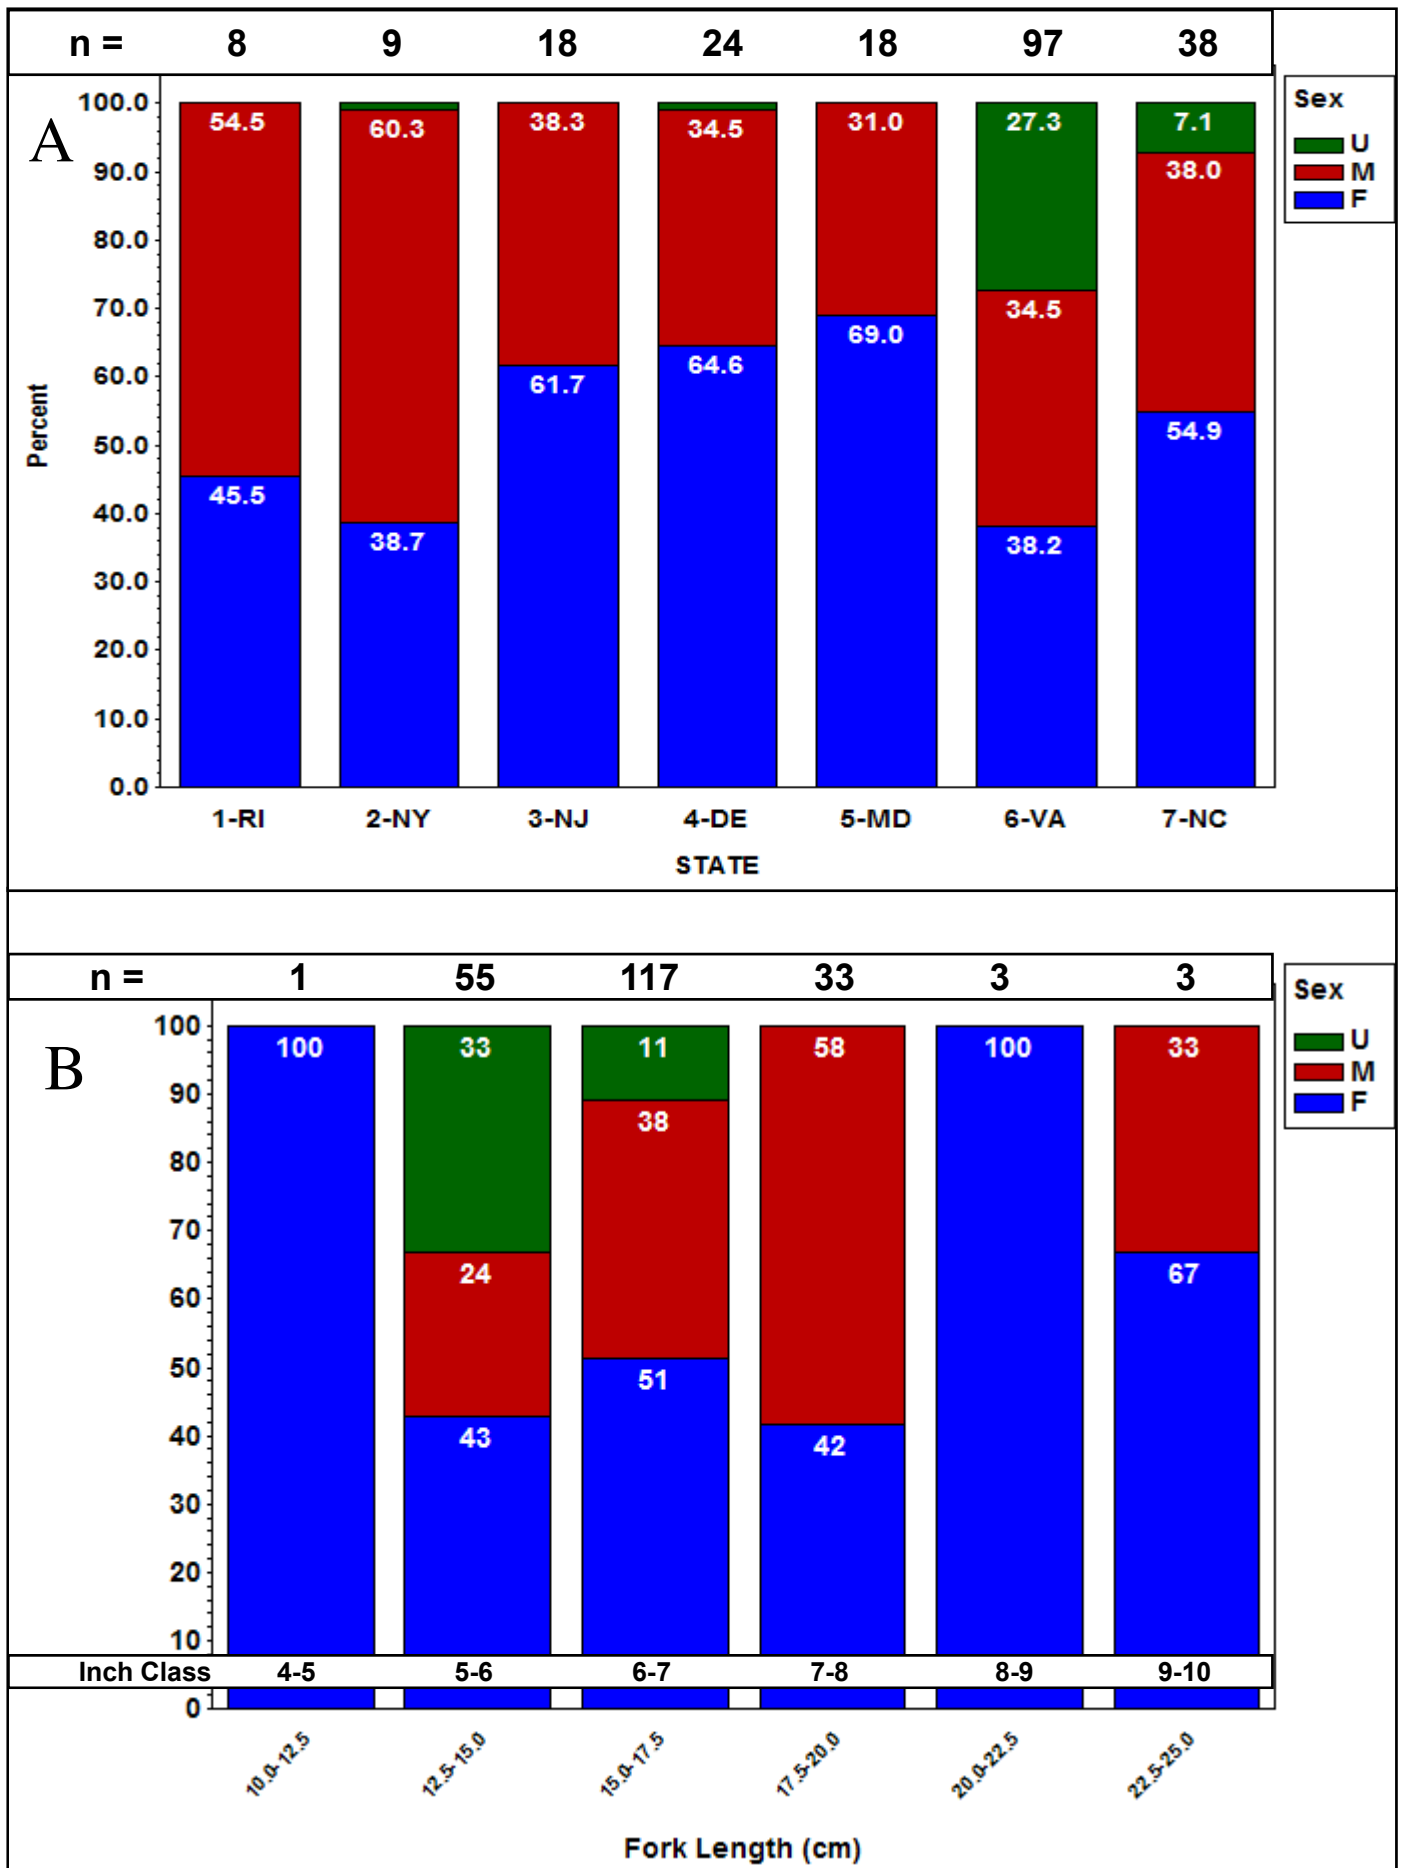 n = 8 9 18 24 18 97 38
A
Sex
U
M
F
100.0
90.0
80.0
70.0
60.0
50.0
40.0
30.0
20.0
10.0
0.0
Percent
54.5 60.3 38.3 34.5 31.0 27.3 7.1
38.0
34.5
45.5 38.7 61.7 64.6 69.0 38.2 54.9
1-RI 2-NY 3-NJ 4-DE 5-MD 6-VA 7-NC
STATE
n = 1 55 117 33 3 3
B
Sex
U
M
F
100
90
80
70
60
50
40
30
20
10
0
100 33 11 58 100 33
24 38 67
43 51 42
Inch Class 4-5 5-6 6-7 7-8 8-9 9-10
10.0-12.5 12.5-15.0 15.0-17.5 17.5-20.0 20.0-22.5 22.5-25.0
Fork Length (cm)